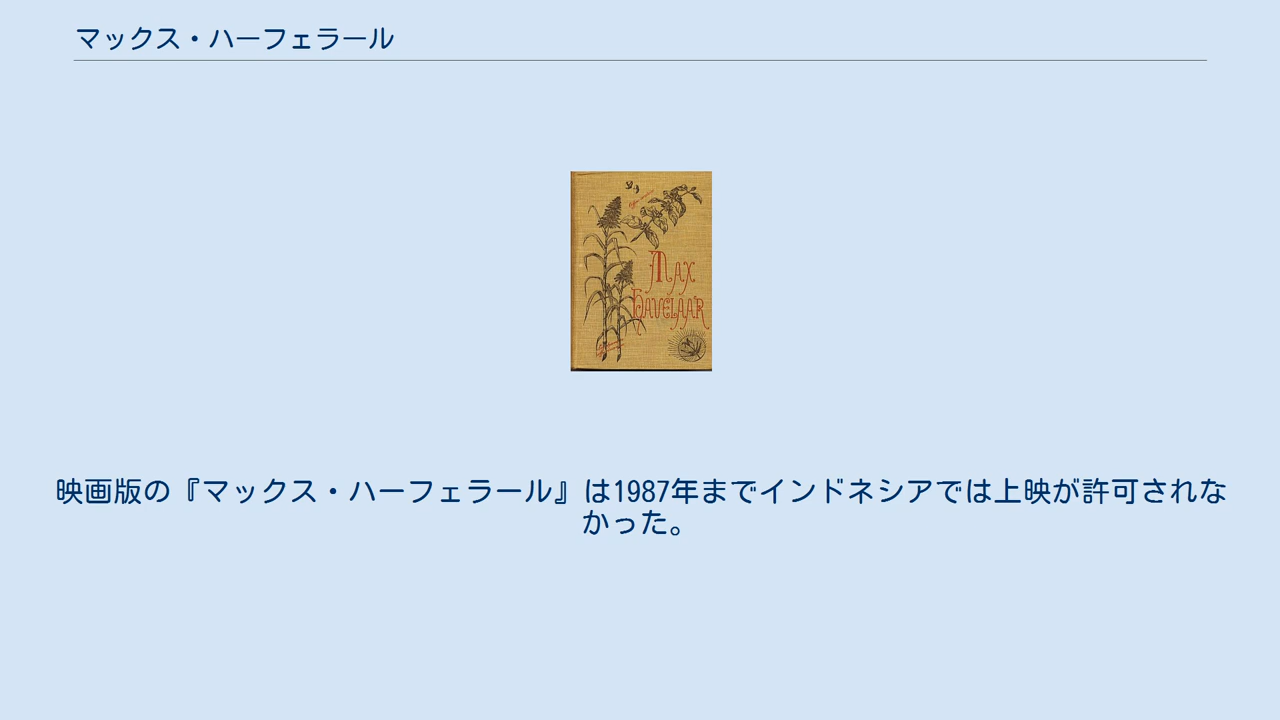 マックス・ハーフェラール
MAX
HAVELAAR
映画版の『マックス・ハーフェラール』は1987年までインドネシアでは上映が許可されな
かった。